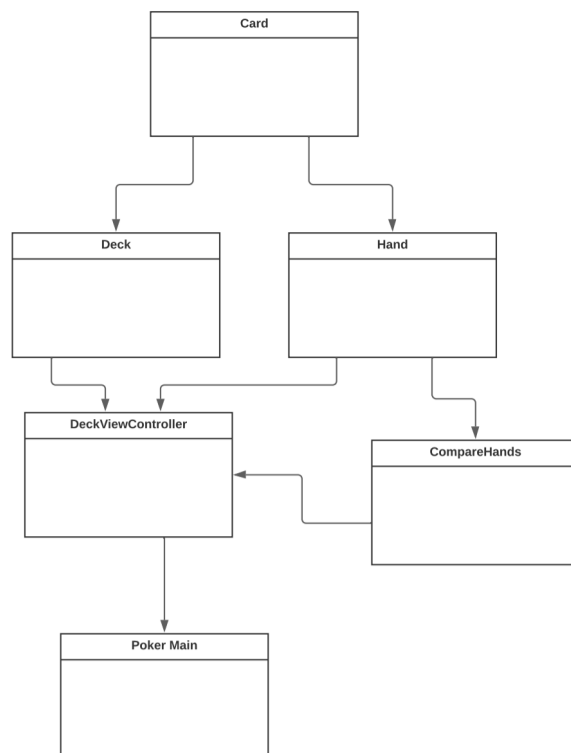 Card
Deck
Hand
DeckViewController
CompareHands
Poker Main